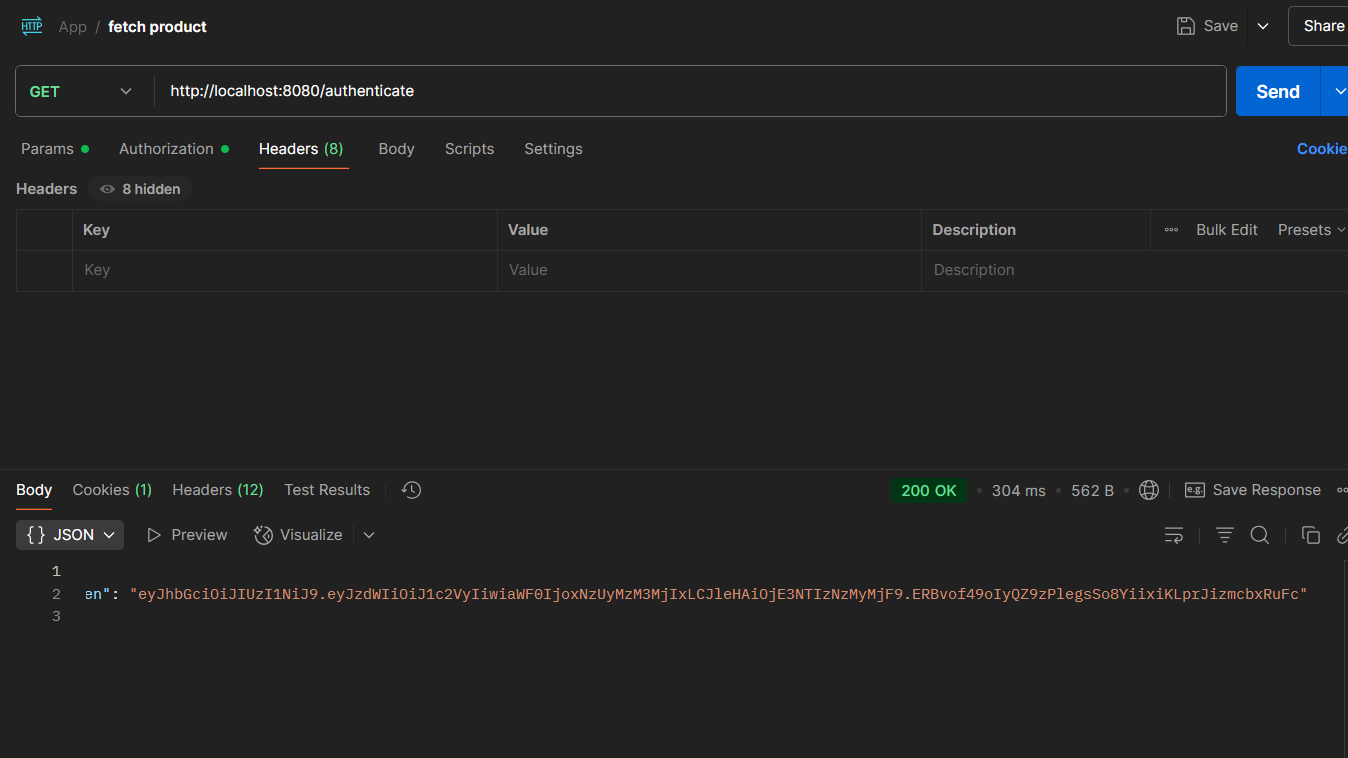 HTTP App / fetch product Save Share
GET http://localhost:8080/authenticate Send
Params Authorization Headers (8) Body Scripts Settings Cookie
Headers 8 hidden
Key Value Description Bulk Edit Presets
Key Value Description
Body Cookies (1) Headers (12) Test Results 200 OK • 304 ms • 562 B • e.g. Save Response
{} JSON Preview Visualize
1
2 en": "eyJhbGciOiJIUzI1NiJ9.eyJzdWIiOiJ1c2VyIiwiaWF0IjoxNzUyMzM3MjIxLCJleHAiOjE3NTIzNzMyMjF9.ERBvof49oIyQZ9zPlegsSo8YiixiKLprJizmcbxRuFc"
3